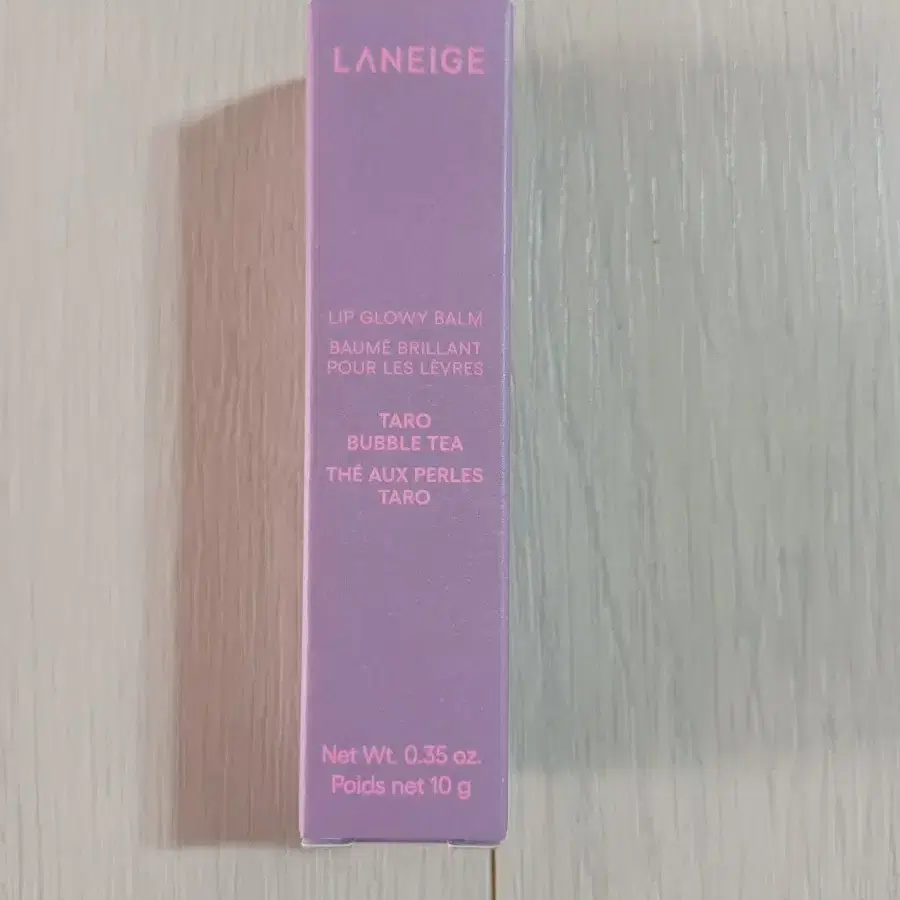 LANEIGE
LIP GLOWY BALM
BAUME BRILLANT
POUR LES LÈVRES
TARO
BUBBLE TEA
THÉ AUX PERLES
TARO
Net Wt. 0.35 oz.
Poids net 10 g